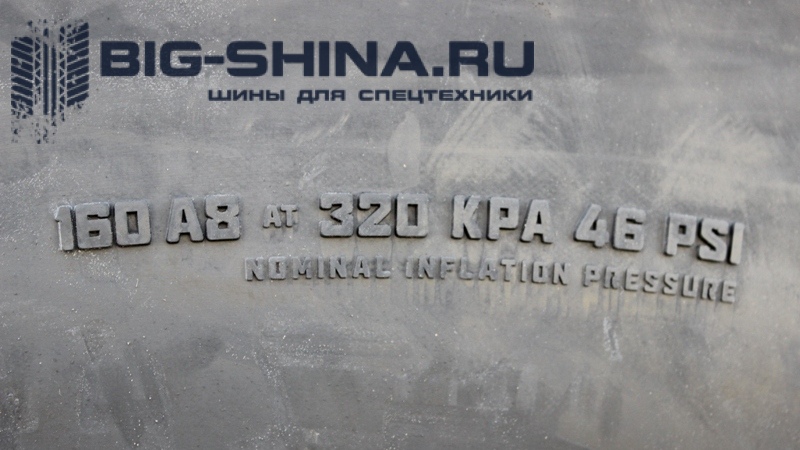 BIG-SHINA.RU
ШИНЫ ДЛЯ СПЕЦТЕХНИКИ
160 A8 AT 320 KPA 46 PSI
NOMINAL INFLATION PRESSURE